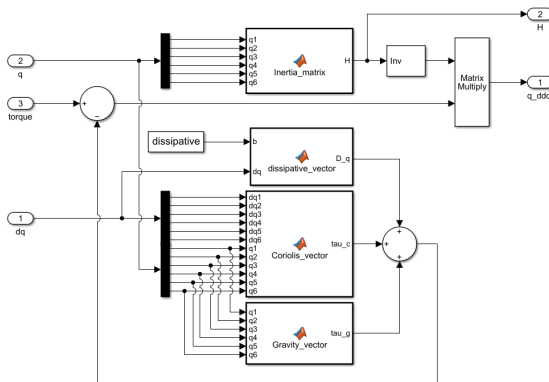 2
q
3
torque
1
dq
q1
q2
q3
q4
q5
q6
H
Inertia_matrix
Inv
Matrix
Multiply
2
H
1
q_ddo
+
−
dissipative
b
dq
D_q
dissipative_vector
dq1
dq2
dq3
dq4
dq5
dq6
q1
q2
q3
q4
q5
q6
tau_c
Coriolis_vector
q1
q2
q3
q4
q5
q6
tau_g
Gravity_vector
+
+
+